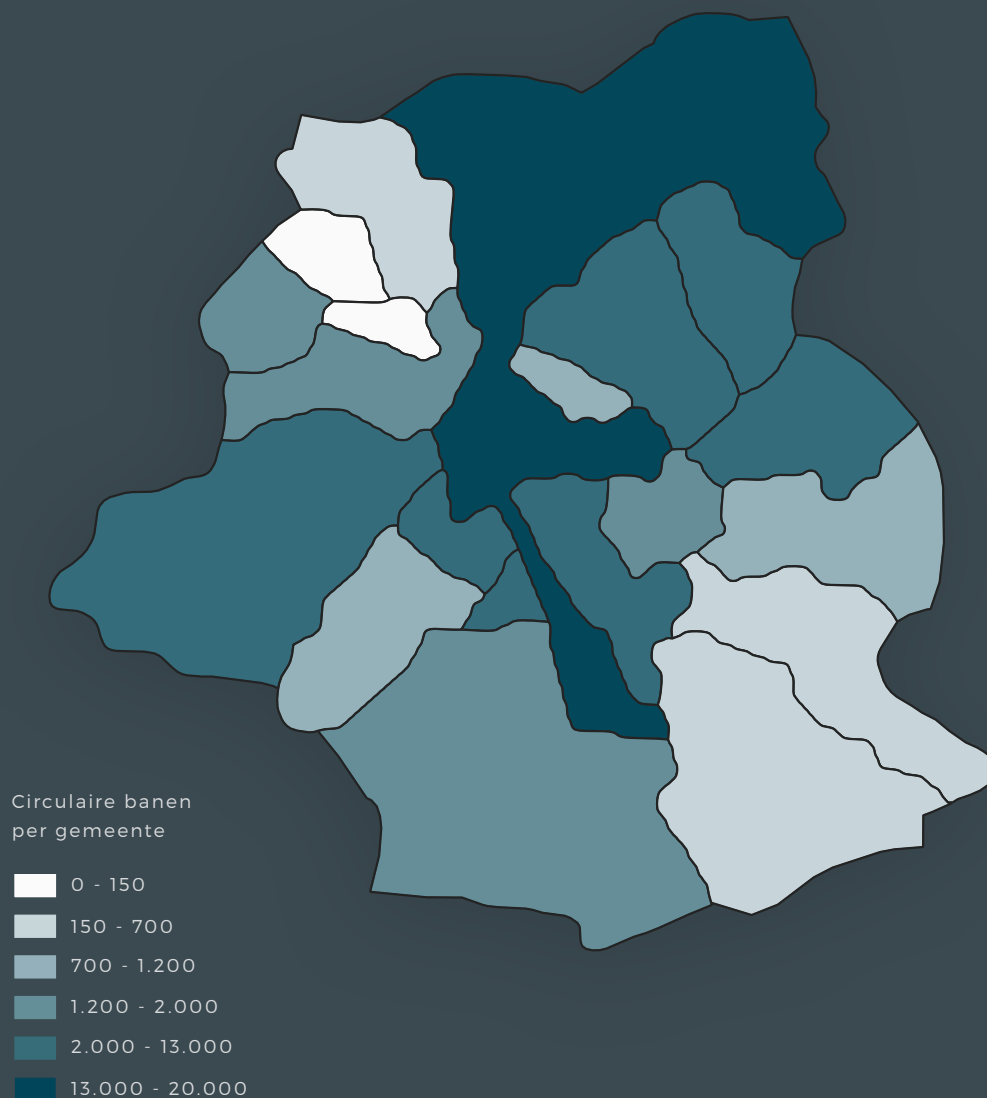 Circulaire banen
per gemeente
0 - 150
150 - 700
700 - 1.200
1.200 - 2.000
2.000 - 13.000
13.000 - 20.000